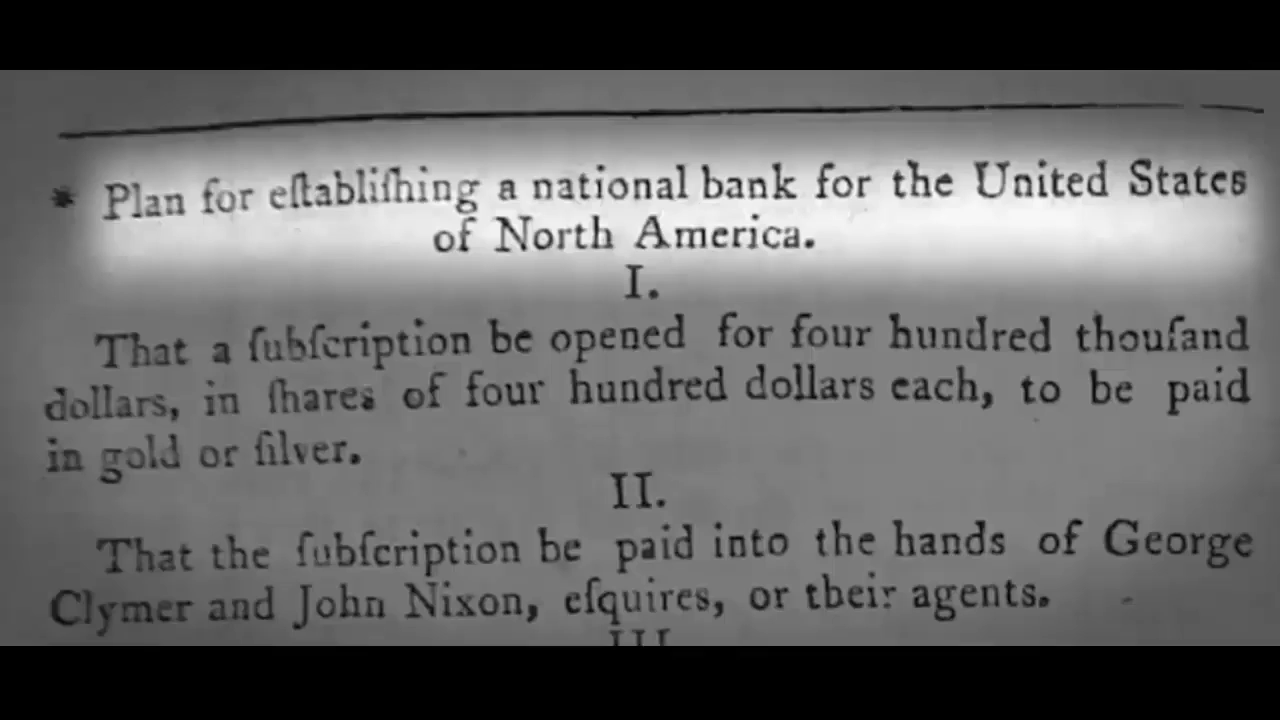 * Plan for eſtabliſhing a national bank for the United States
of North America.
I.
That a ſubſcription be opened for four hundred thouſand
dollars, in ſhares of four hundred dollars each, to be paid
in gold or ſilver.
II.
That the ſubſcription be paid into the hands of George
Clymer and John Nixon, eſquires, or their agents.
III